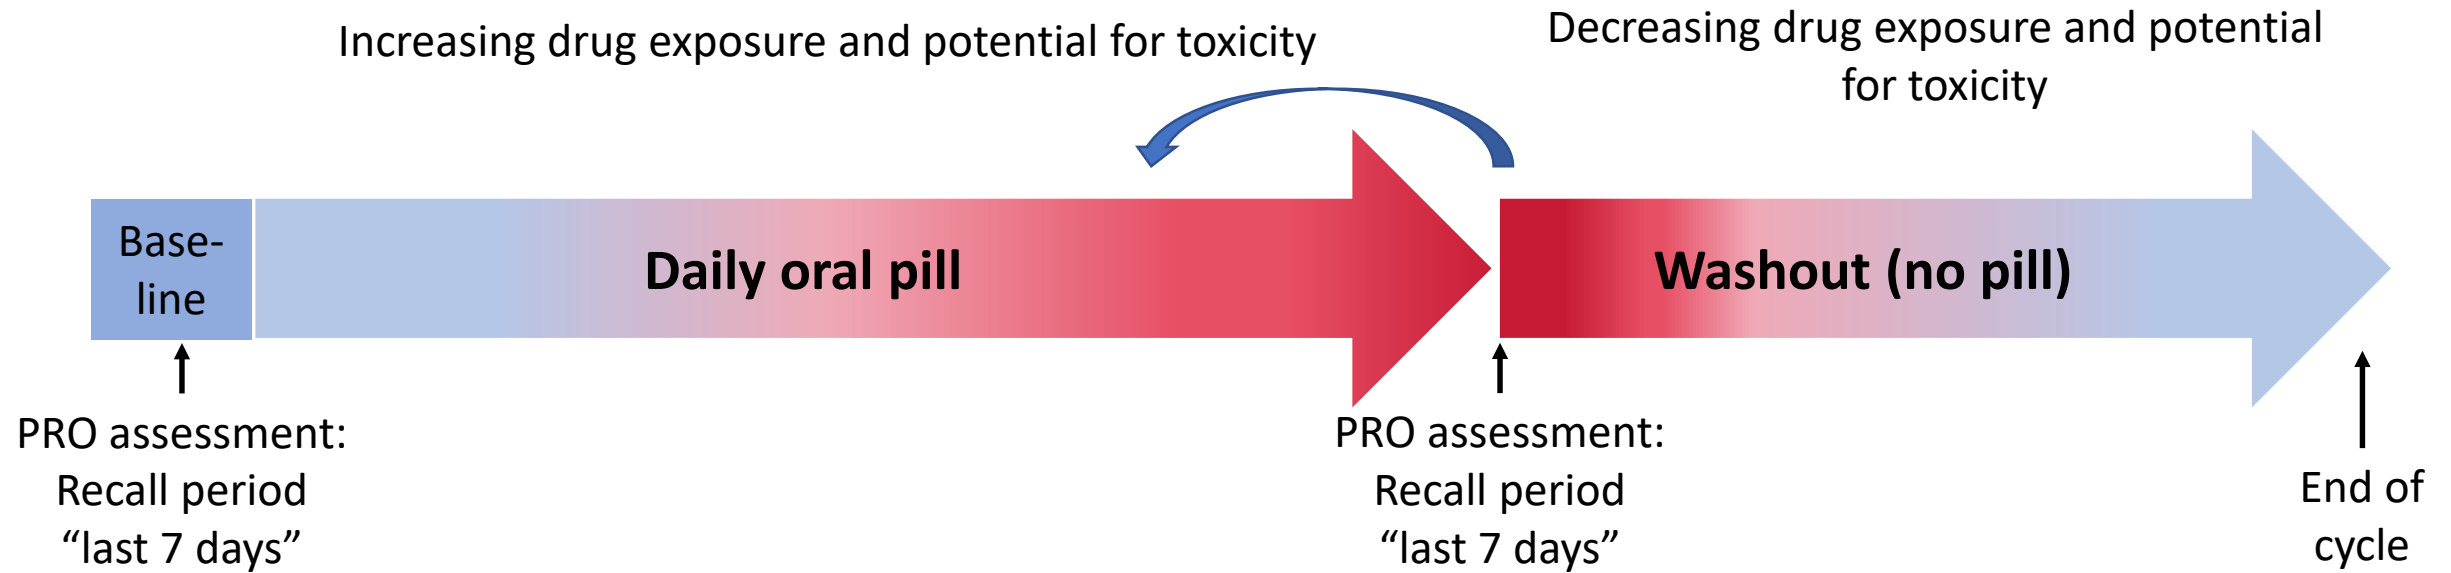 Increasing drug exposure and potential for toxicity
Decreasing drug exposure and potential
for toxicity
Base-
line
Daily oral pill
Washout (no pill)
PRO assessment:
Recall period
“last 7 days”
PRO assessment:
Recall period
“last 7 days”
End of
cycle